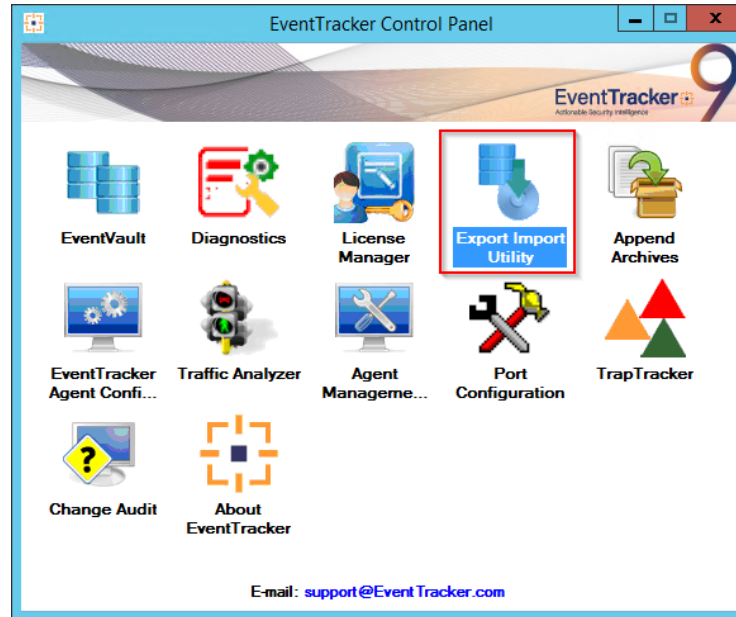 EventTracker Control Panel
x
EventTracker
Actionable Security Intelligence
9
EventVault
Diagnostics
License
Manager
Export Import
Utility
Append
Archives
EventTracker
Agent Confi...
Traffic Analyzer
Agent
Manageme...
Port
Configuration
TrapTracker
?
Change Audit
About
EventTracker
E-mail: support@EventTracker.com